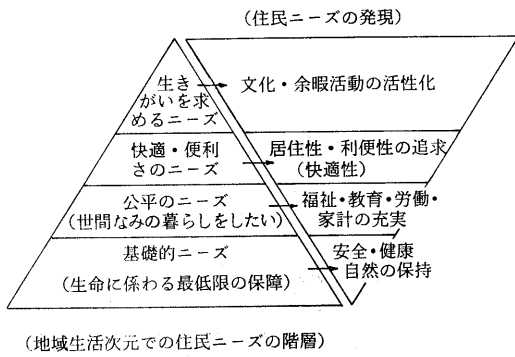 (住民ニーズの発現)
生き
がいを求
めるニーズ
文化・余暇活動の活性化
快適・便利
さのニーズ
居住性・利便性の追求
(快適性)
公平のニーズ
(世間なみの暮らしをしたい)
福祉・教育・労働・
家計の充実
基礎的ニーズ
(生命に係わる最低限の保障)
安全・健康
自然の保持
(地域生活次元での住民ニーズの階層)